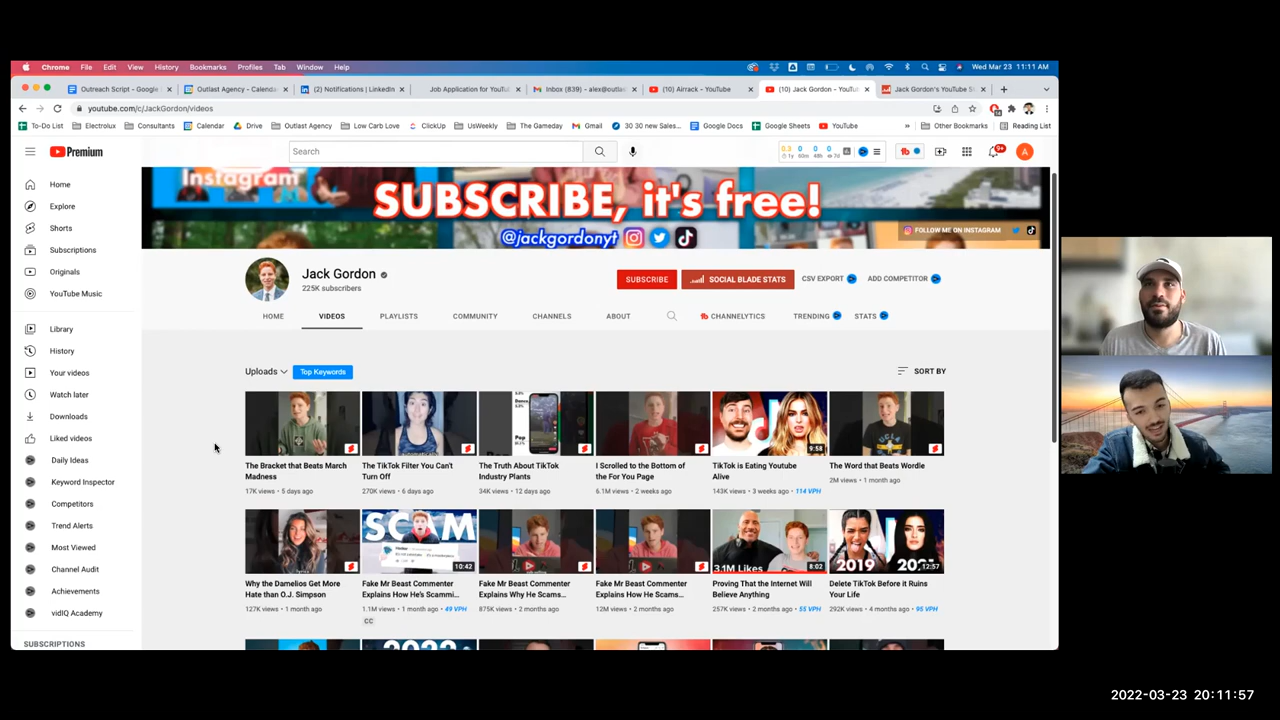 Chrome File Edit View History Bookmarks Profiles Tab Window Help
Wed Mar 23 11:11 AM
Outreach Script - Google
Outlast Agency - Calenda
(2) Notifications | LinkedIn
Job Application for YouTu
Inbox (839) - alex@outlas
(10) Airrack - YouTube
(10) Jack Gordon - YouTu
Jack Gordon's YouTube St
youtube.com/c/JackGordon/videos
To-Do List Electrolux Consultants Calendar Drive Outlast Agency Low Carb Love ClickUp UsWeekly The Gameday Gmail 30 30 new Sales... Google Docs Google Sheets YouTube » Other Bookmarks Reading List
Premium
Search
9+
A
Home
Explore
Shorts
Subscriptions
Originals
YouTube Music
Library
History
Your videos
Watch later
Downloads
Liked videos
Daily Ideas
Keyword Inspector
Competitors
Trend Alerts
Most Viewed
Channel Audit
Achievements
vidIQ Academy
SUBSCRIPTIONS
Instagram
SUBSCRIBE, it's free!
@jackgordonyt
FOLLOW ME ON INSTAGRAM
Jack Gordon
225K subscribers
SUBSCRIBE
SOCIAL BLADE STATS
CSV EXPORT
ADD COMPETITOR
HOME VIDEOS PLAYLISTS COMMUNITY CHANNELS ABOUT CHANNELYTICS TRENDING STATS
Uploads
Top Keywords
SORT BY
The Bracket that Beats March
Madness
17K views • 5 days ago
The TikTok Filter You Can't
Turn Off
270K views • 6 days ago
The Truth About TikTok
Industry Plants
34K views • 12 days ago
I Scrolled to the Bottom of
the For You Page
6.1M views • 2 weeks ago
9:58
TikTok is Eating Youtube
Alive
143K views • 3 weeks ago • 114 VPH
The Word that Beats Wordle
2M views • 1 month ago
Why the Damelios Get More
Hate than O.J. Simpson
127K views • 1 month ago
SCAM
10:42
Fake Mr Beast Commenter
Explains How He's Scammi...
1.1M views • 1 month ago • 49 VPH
CC
Fake Mr Beast Commenter
Explains Why He Scams...
875K views • 2 months ago
Fake Mr Beast Commenter
Explains How He Scams...
12M views • 2 months ago
3.1M Likes
8:02
Proving That the Internet Will
Believe Anything
257K views • 2 months ago • 55 VPH
2019
12:57
Delete TikTok Before it Ruins
Your Life
292K views • 4 months ago • 95 VPH
2022-03-23 20:11:57